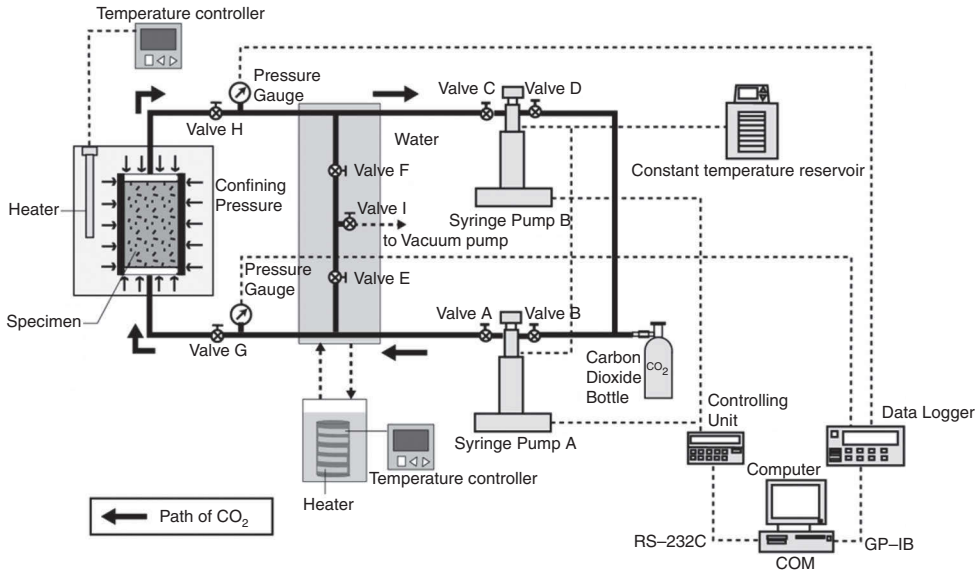 Temperature controller
Pressure
Gauge
Valve H
Valve C
Valve D
Water
Valve F
Constant temperature reservoir
Confining
Pressure
Heater
Valve I
to Vacuum pump
Syringe Pump B
Pressure
Gauge
Valve E
Specimen
Valve G
Valve A
Valve B
Carbon
Dioxide
Bottle
CO2
Controlling
Unit
Data Logger
Syringe Pump A
Temperature controller
Heater
Computer
Path of CO2
RS–232C
GP–IB
COM